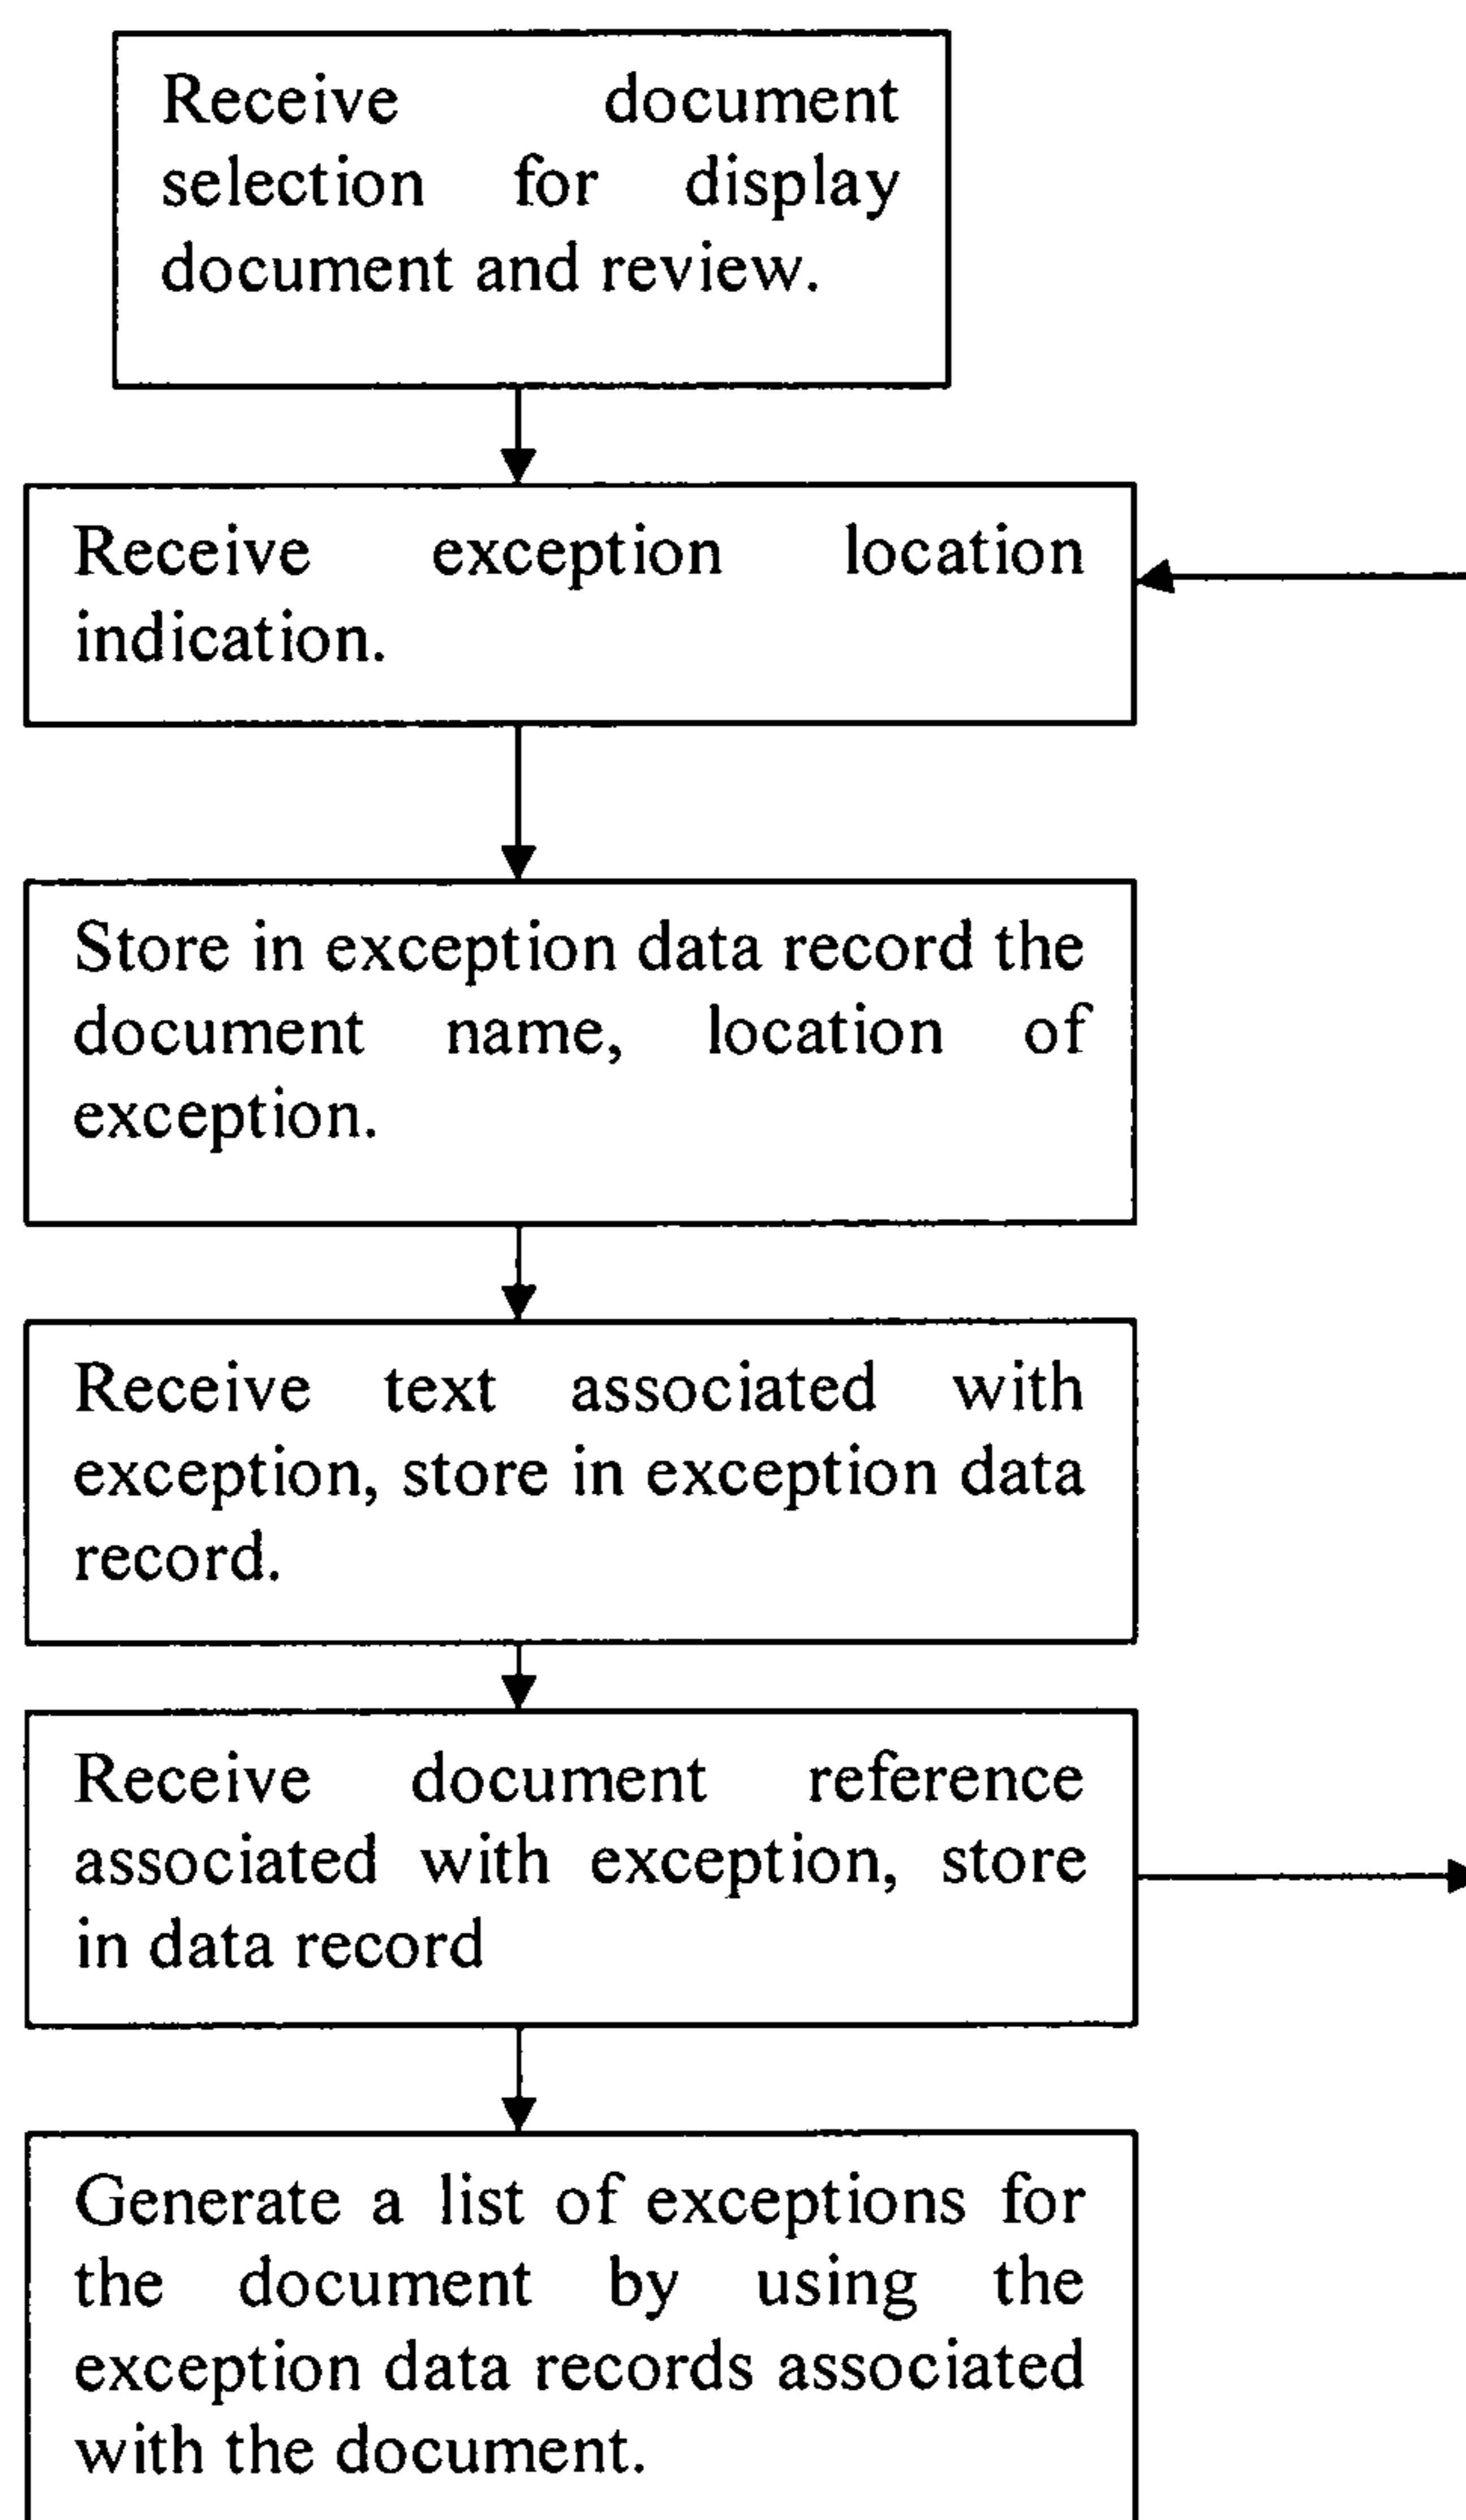 Receive document
selection for display
document and review.
Receive exception location
indication.
Store in exception data record the
document name, location of
exception.
Receive text associated with
exception, store in exception data
record.
Receive document reference
associated with exception, store
in data record
Generate a list of exceptions for
the document by using the
exception data records associated
with the document.